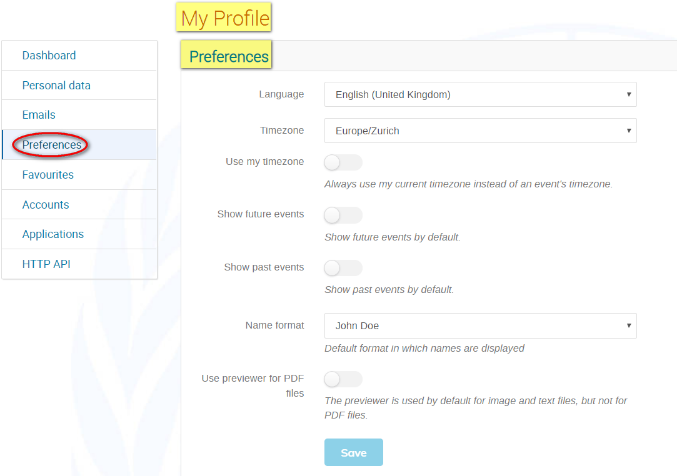 My Profile
Dashboard
Personal data
Emails
Preferences
Favourites
Accounts
Applications
HTTP API
Preferences
Language
English (United Kingdom)
Timezone
Europe/Zurich
Use my timezone
Always use my current timezone instead of an event's timezone.
Show future events
Show future events by default.
Show past events
Show past events by default.
Name format
John Doe
Default format in which names are displayed
Use previewer for PDF
files
The previewer is used by default for image and text files, but not for
PDF files.
Save